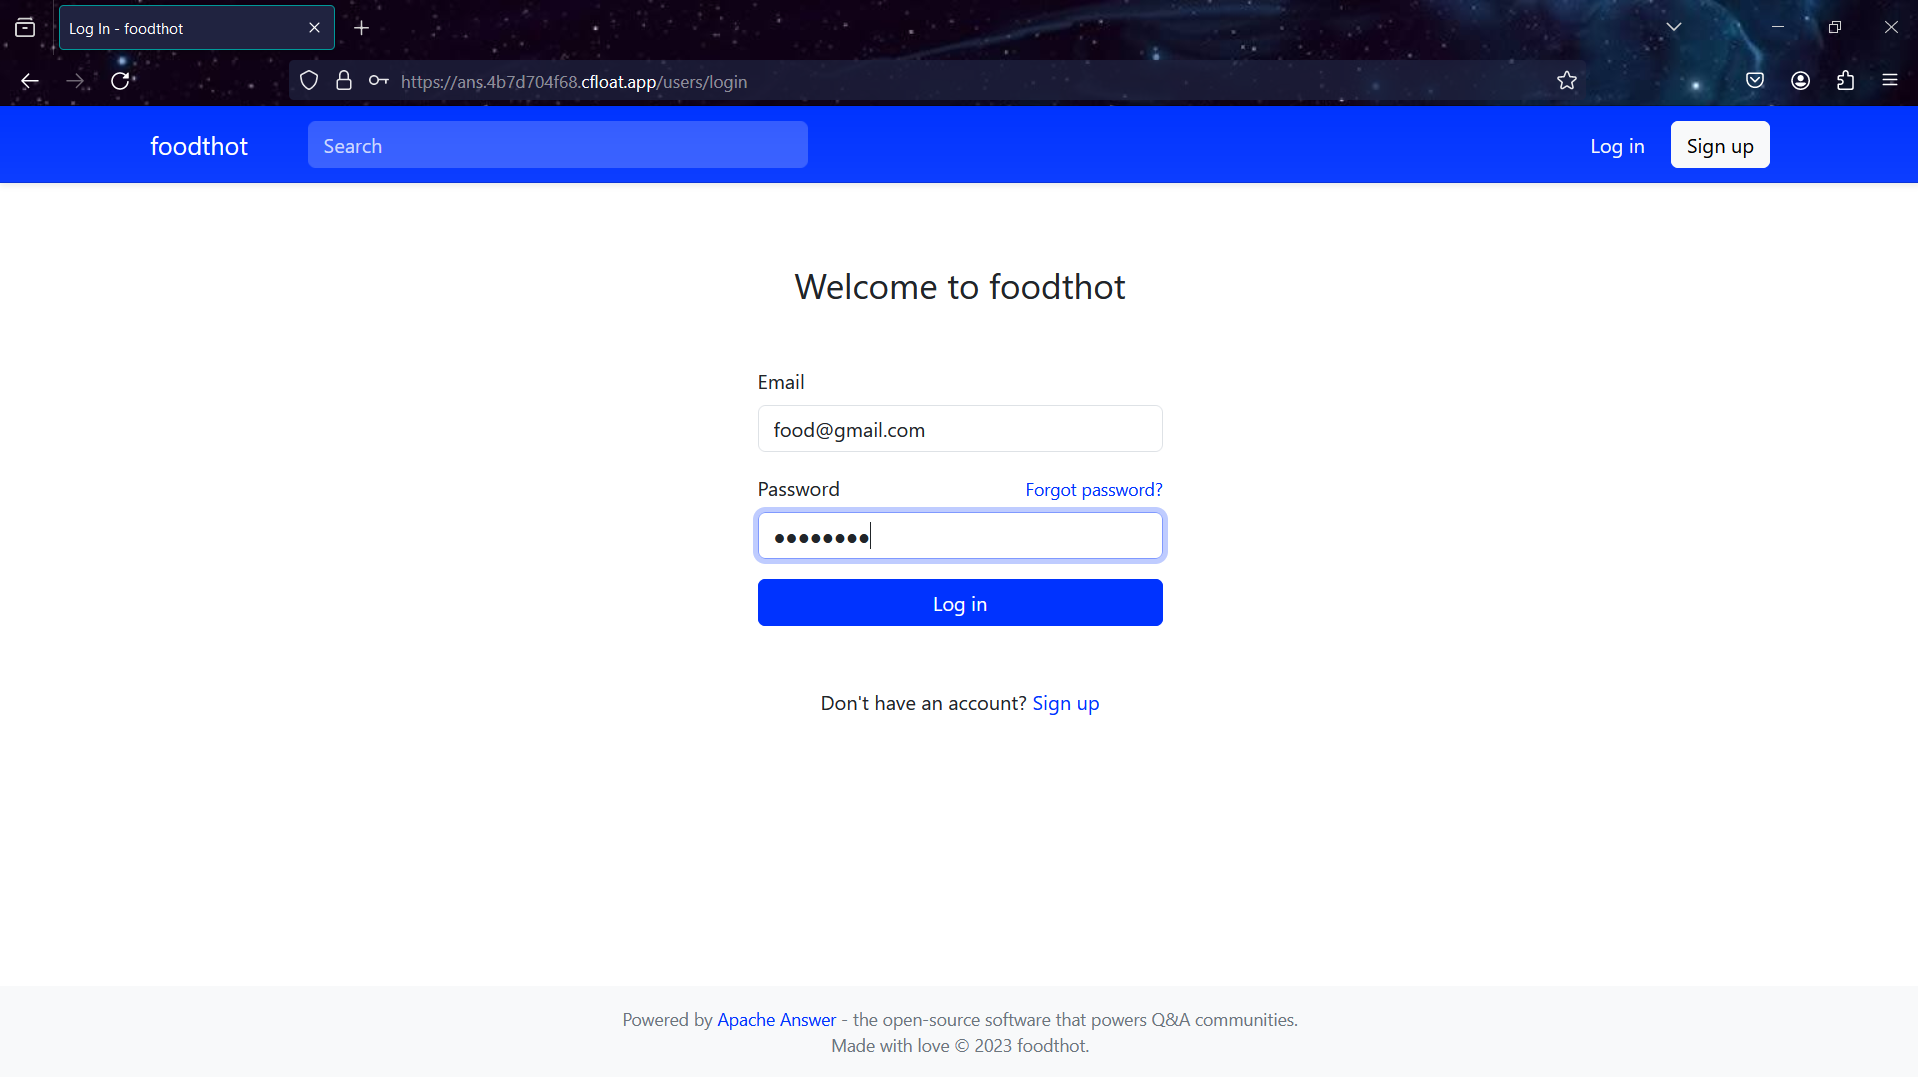 Log In - foodthot
https://ans.4b7d704f68.cfloat.app/users/login
foodthot
Search
Log in
Sign up
Welcome to foodthot
Email
food@gmail.com
Password
Forgot password?
●●●●●●●●
Log in
Don't have an account? Sign up
Powered by Apache Answer - the open-source software that powers Q&A communities.
Made with love © 2023 foodthot.